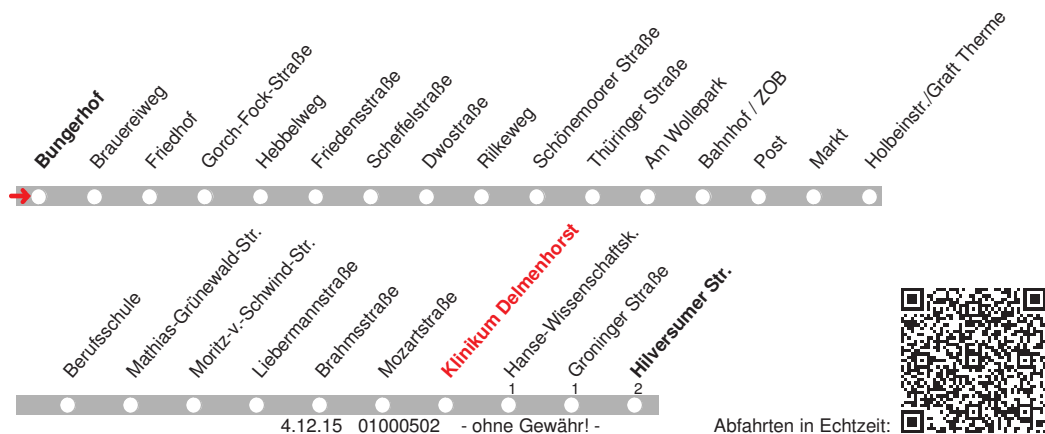 Bungerhof
Brauereiweg
Friedhof
Gorch-Fock-Straße
Hebbelweg
Friedensstraße
Scheffelstraße
Dwostraße
Rilkeweg
Schönemoorer Straße
Thüringer Straße
Am Wollepark
Bahnhof / ZOB
Post
Markt
Holbeinstr./Graft Therme
Berufsschule
Mathias-Grünewald-Str.
Moritz-v.-Schwind-Str.
Liebermannstraße
Brahmsstraße
Mozartstraße
Klinikum Delmenhorst
Hanse-Wissenschaftsk.
Groninger Straße
Hilversumer Str.
1 1 2
4.12.15 01000502 - ohne Gewähr! - Abfahrten in Echtzeit: